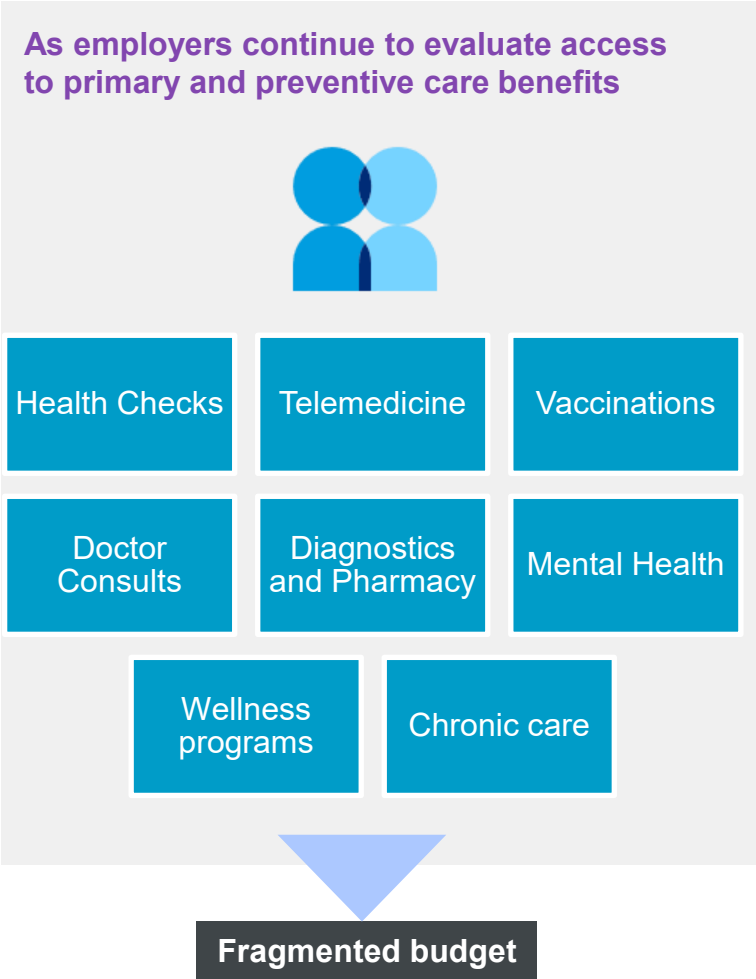 As employers continue to evaluate access
to primary and preventive care benefits
Health Checks
Telemedicine
Vaccinations
Doctor
Consults
Diagnostics
and Pharmacy
Mental Health
Wellness
programs
Chronic care
Fragmented budget